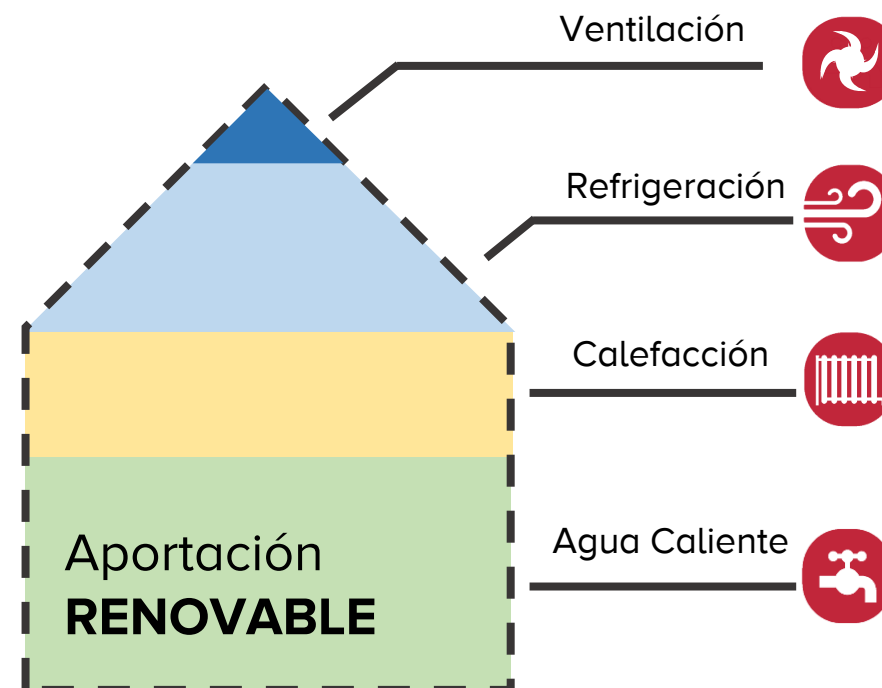 Ventilación
Refrigeración
Calefacción
Agua Caliente
Aportación
RENOVABLE